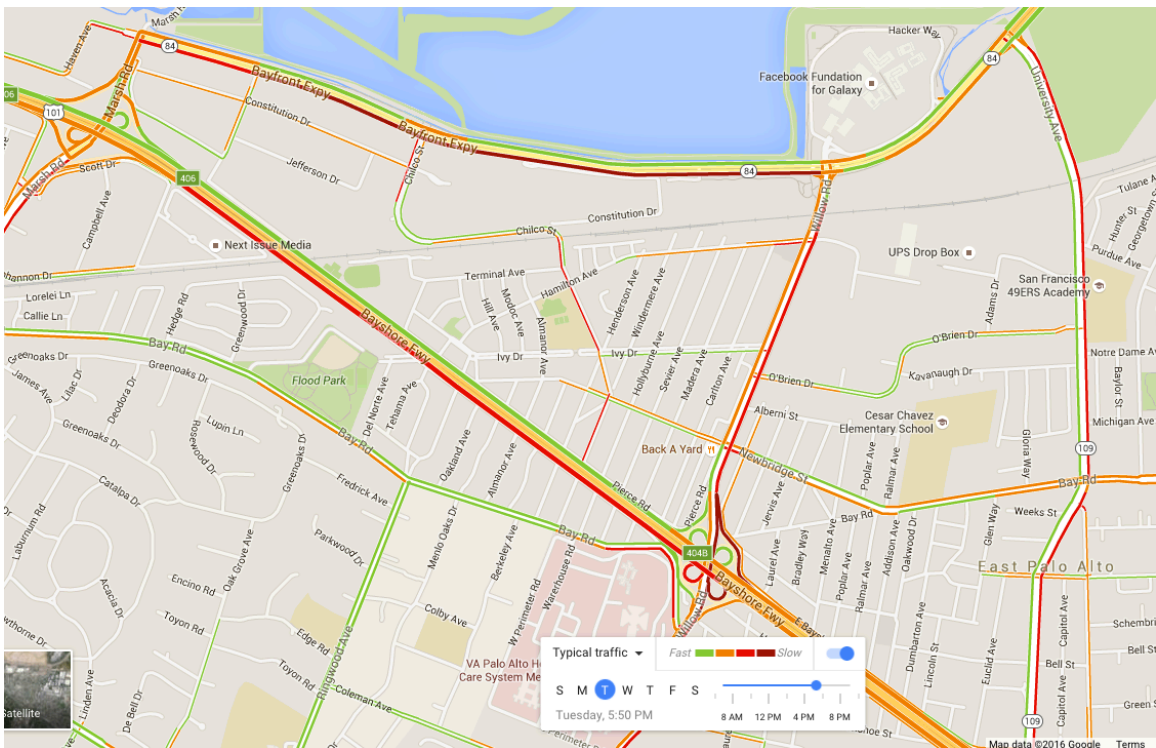 Marsh Rd
Haven Ave
84
Hacker Way
84
Bayfront Expy
Facebook Fundation
for Galaxy
University Ave
06
101
Marsh Rd
Constitution Dr
Bayfront Expy
Chilco St
Marsh Rd
Scott Dr
406
Jefferson Dr
84
Willow Rd
Tulane A
Campbell Ave
Constitution Dr
Hunter St
Georgetown St
Next Issue Media
Chilco St
UPS Drop Box
Purdue Ave
ohannon Dr
Terminal Ave
Hamilton Ave
San Francisco
49ERS Academy
Lorelei Ln
Callie Ln
Hedge Rd
Greenwood Dr
Hill Ave
Modoc Ave
Almanor Ave
Henderson Ave
Windermere Ave
Adams Dr
Bayshore Fwy
Bay Rd
O'Brien Dr
Greenoaks Dr
Greenoaks Dr
Ivy Dr
Ivy Dr
Notre Dame Av
James Ave
Lilac Dr
Deodora Dr
Flood Park
Del Norte Ave
Tehama Ave
Hollyburne Ave
Sevier Ave
Madera Ave
Carlton Ave
O'Brien Dr
Kavanaugh Dr
Baylor St
Greenoaks Dr
Lupin Ln
Rosewood Dr
Greenoaks Dr
Bay Rd
Alberni St
Cesar Chavez
Elementary School
Michigan Ave
Gloria Way
109
Back A Yard
Newbridge St
Catalpa Dr
Oakland Ave
Almanor Ave
Poplar Ave
Ralmar Ave
Laburnum Rd
Fredrick Ave
Pierce Rd
Pierce Rd
Jervis Ave
Bay Rd
Bay Rd
Weeks St
Glen Way
Parkwood Dr
Oak Grove Ave
Menlo Oaks Dr
Berkeley Ave
Bay Rd
Warehouse Rd
404B
Laurel Ave
Bradley Way
Menalto Ave
Poplar Ave
Ralmar Ave
Addison Ave
Oakwood Dr
East Palo Alto
Acacia Dr
Encino Rd
W Perimeter Rd
Bayshore Fwy
Colby Ave
Willow Rd
E Baysh
Dumbarton Ave
Lincoln St
Euclid Ave
Capitol Ave
Capitol Ave
Schembri
wthorne Dr
Toyon Rd
Edge Rd
Ringwood Ave
Bell St
Bell St
Linden Ave
De Bell Dr
Toyon Rd
Coleman Ave
VA Palo Alto He
Care System Me
W Perimeter Rd
Satellite
109
Typical traffic
Fast
Slow
S M T W T F S
Tuesday, 5:50 PM
8 AM 12 PM 4 PM 8 PM
Map data ©2016 Google Terms